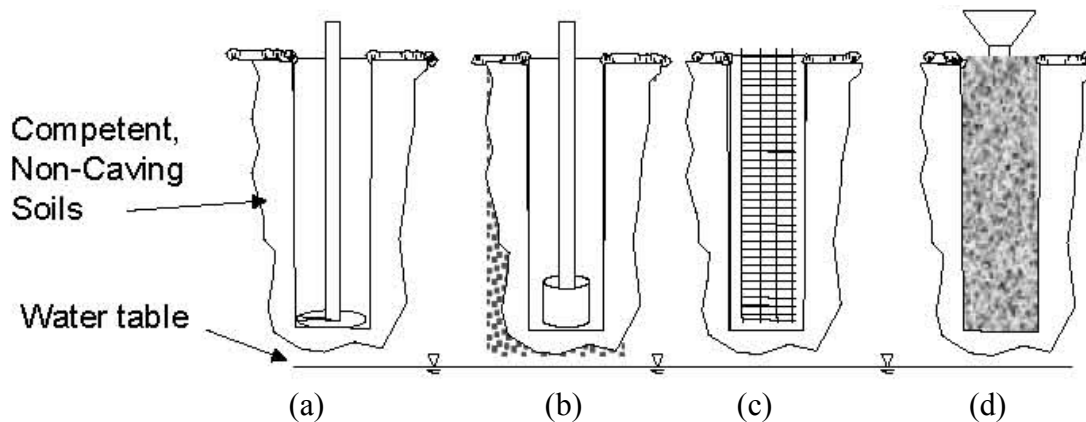 Competent,
Non-Caving
Soils
Water table
(a) (b) (c) (d)